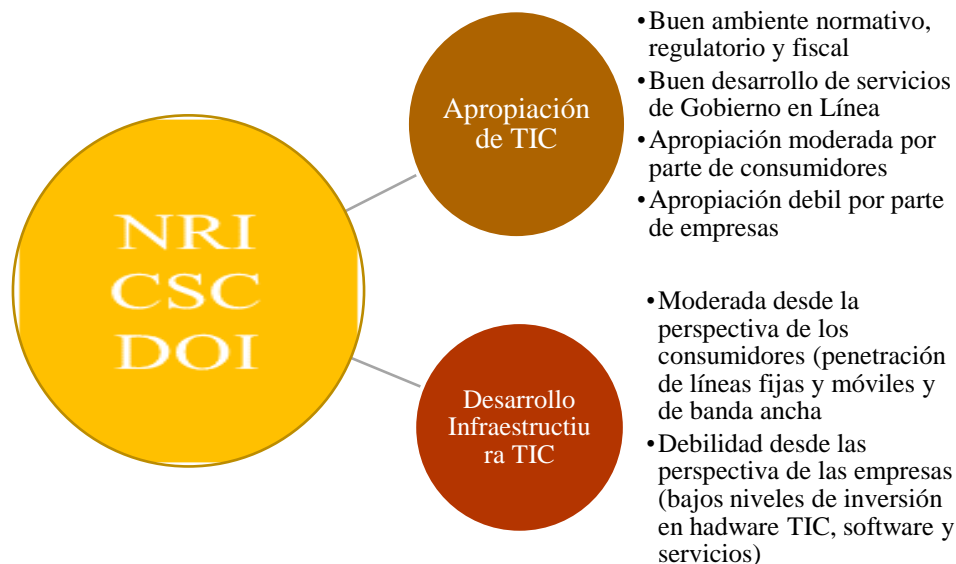 NRI
CSC
DOI
Apropiación
de TIC
•Buen ambiente normativo,
regulatorio y fiscal
•Buen desarrollo de servicios
de Gobierno en Línea
•Apropiación moderada por
parte de consumidores
•Apropiación debil por parte
de empresas
Desarrollo
Infraestructiu
ra TIC
•Moderada desde la
perspectiva de los
consumidores (penetración
de líneas fijas y móviles y
de banda ancha
•Debilidad desde las
perspectiva de las empresas
(bajos niveles de inversión
en hadware TIC, software y
servicios)